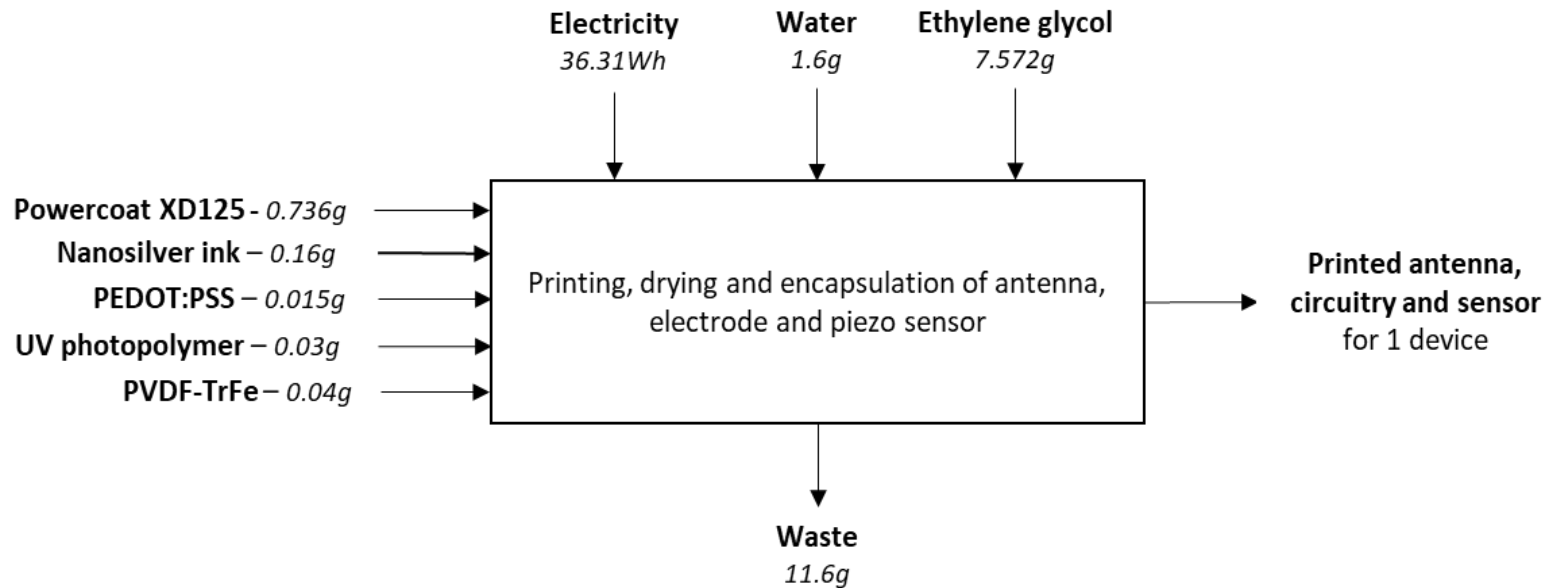 Electricity
36.31Wh
Water
1.6g
Ethylene glycol
7.572g
Powercoat XD125 - 0.736g
Nanosilver ink – 0.16g
PEDOT:PSS – 0.015g
UV photopolymer – 0.03g
PVDF-TrFe – 0.04g
Printing, drying and encapsulation of antenna,
electrode and piezo sensor
Printed antenna,
circuitry and sensor
for 1 device
Waste
11.6g